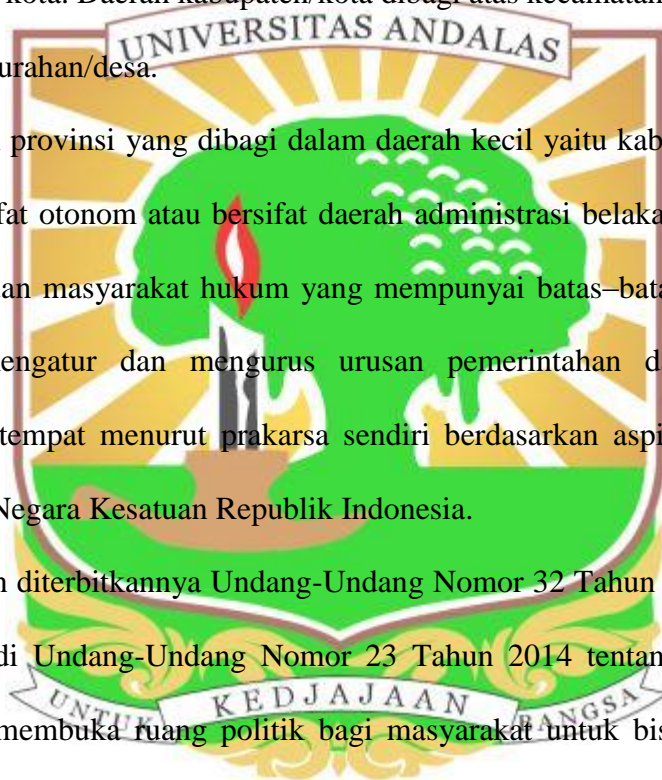 kota. Daerah kabupaten/kota dibagi atas kecamatan
UNIVERSITAS ANDALAS
urahan/desa.
provinsi yang dibagi dalam daerah kecil yaitu kab
fat otonom atau bersifat daerah administrasi belaka
an masyarakat hukum yang mempunyai batas–bata
engatur dan mengurus urusan pemerintahan da
tempat menurut prakarsa sendiri berdasarkan aspi
Negara Kesatuan Republik Indonesia.
n diterbitkannya Undang-Undang Nomor 32 Tahun
di Undang-Undang Nomor 23 Tahun 2014 tentan
UNTUK KEDJAJAAN BANGSA
membuka ruang politik bagi masyarakat untuk bis